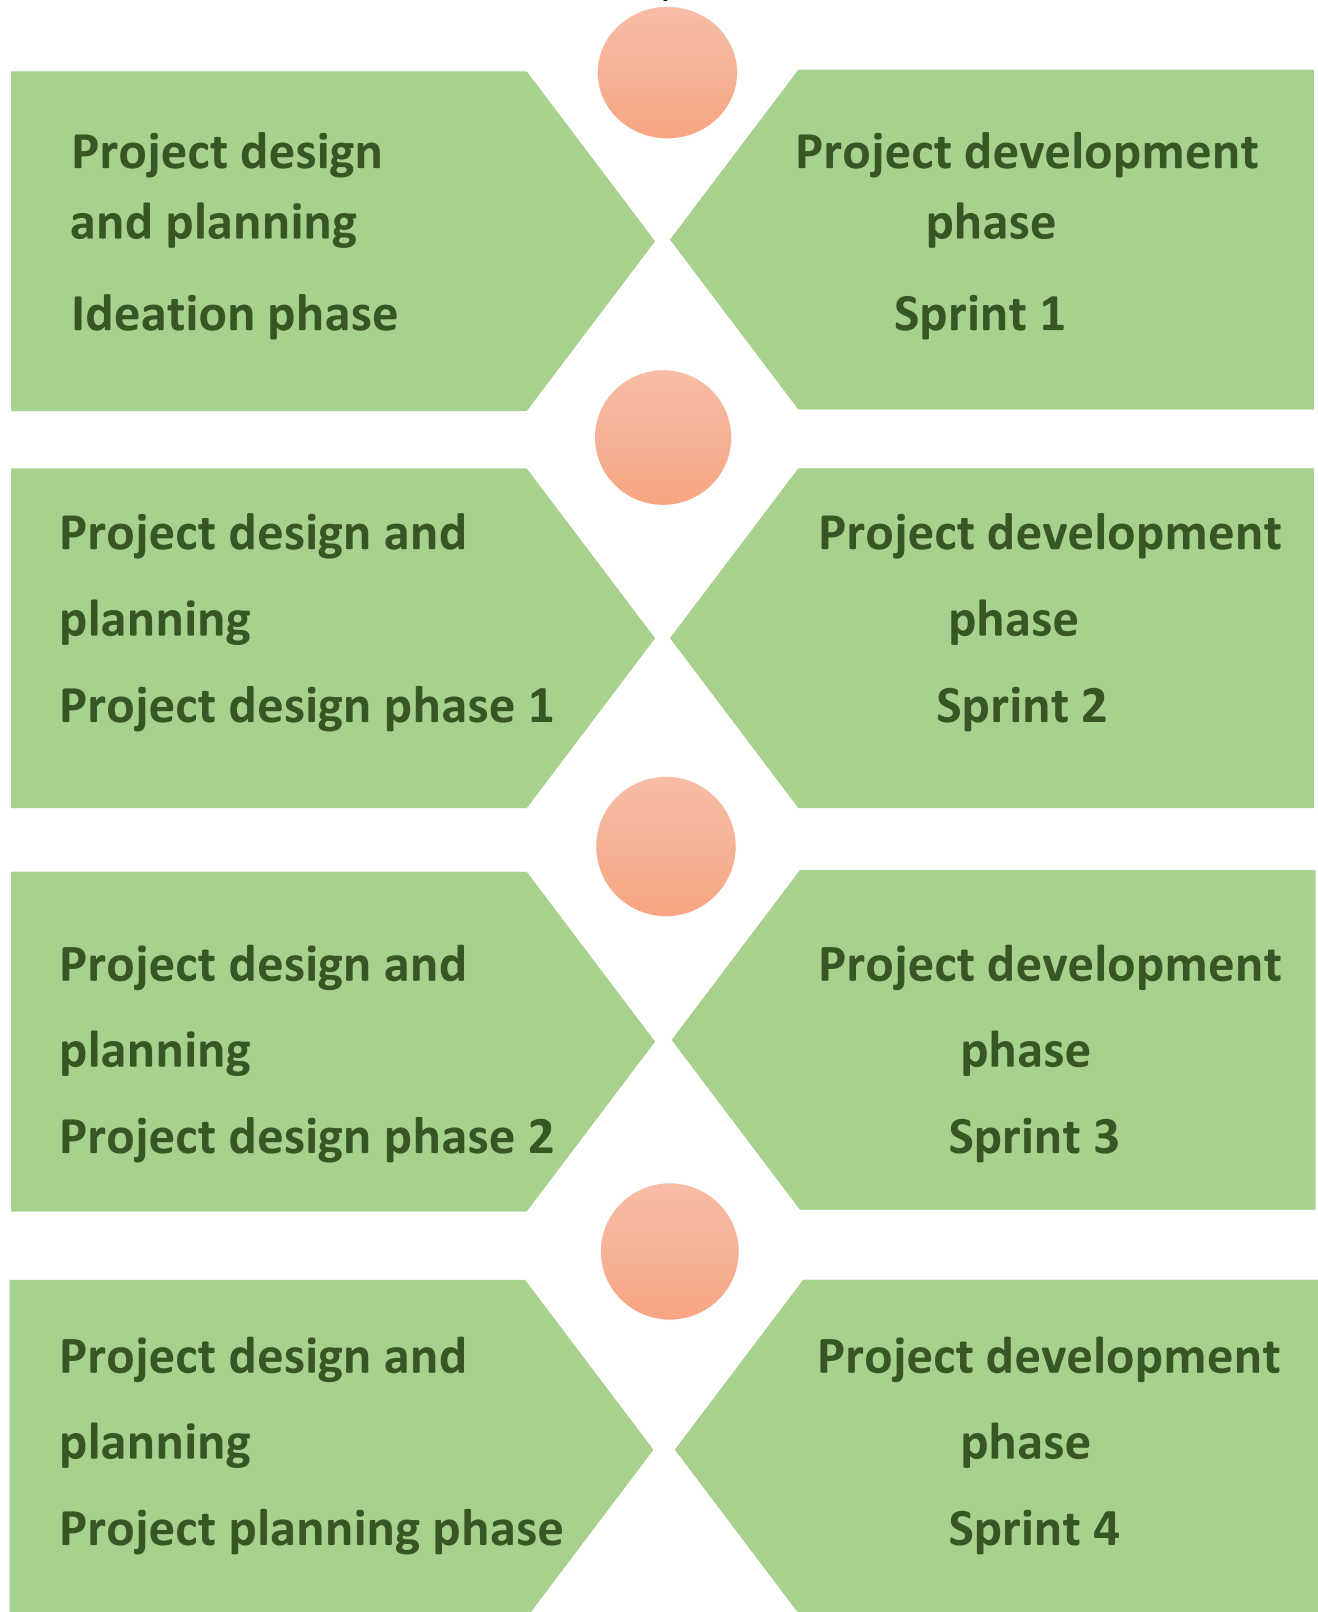 Project design
and planning
Ideation phase
Project development
phase
Sprint 1
Project design and
planning
Project design phase 1
Project development
phase
Sprint 2
Project design and
planning
Project design phase 2
Project development
phase
Sprint 3
Project design and
planning
Project planning phase
Project development
phase
Sprint 4